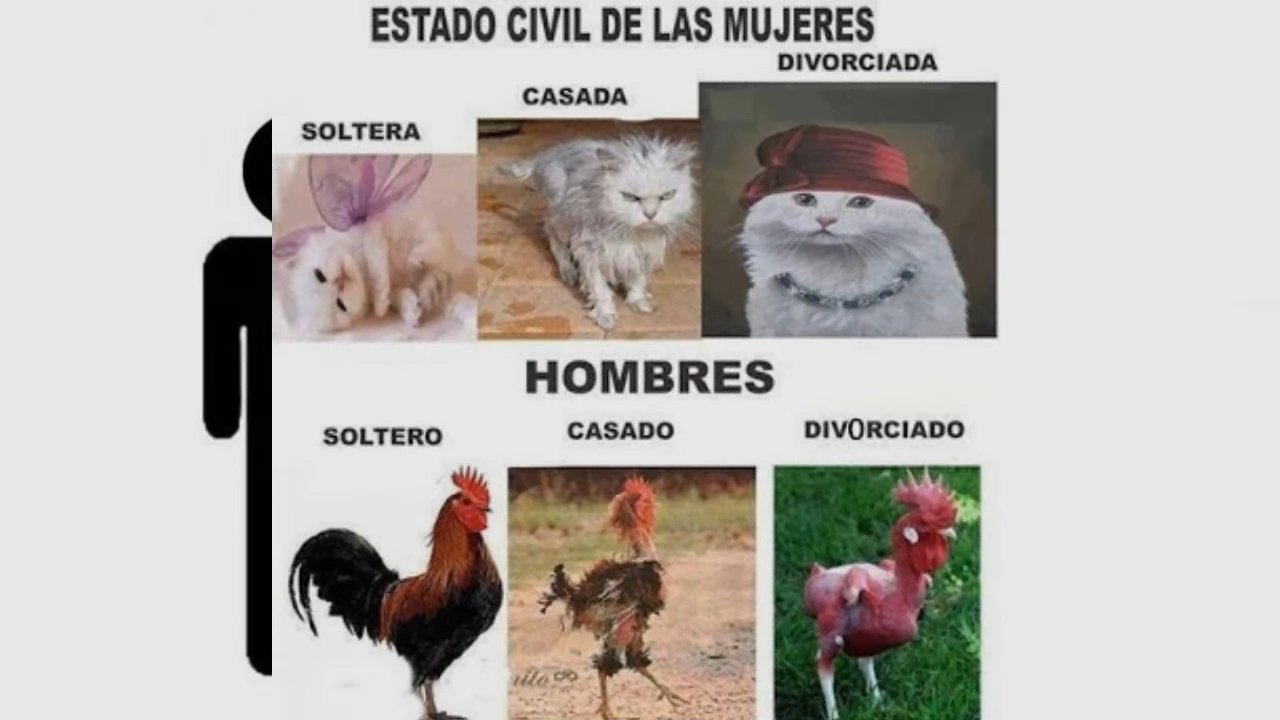 ESTADO CIVIL DE LAS MUJERES
DIVORCIADA
CASADA
SOLTERA
HOMBRES
SOLTERO
CASADO
DIVORCIADO